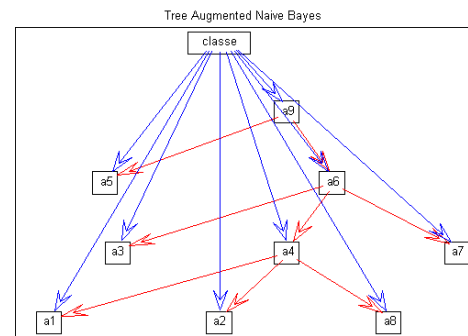 Tree Augmented Naive Bayes
classe
a9
a5
a6
a3
a4
a7
a1
a2
a8